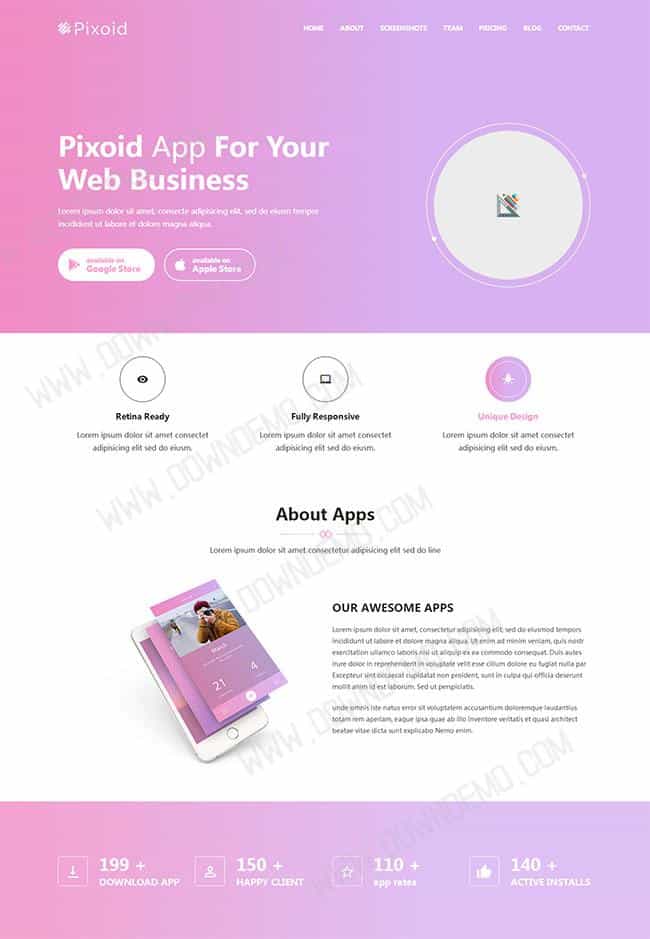 Pixoid
HOME ABOUT SCREENSHOTS TEAM PRICING BLOG CONTACT
Pixoid App For Your
Web Business
Lorem ipsum dolor sit amet, consecte adipisicing elit, sed do eiusm tempor
incididunt ut labore et dolore magna aliqua.
available on
Google Store
available on
Apple Store
Retina Ready
Lorem ipsum dolor sit amet consectet
adipisicing elit sed do eiusm.
Fully Responsive
Lorem ipsum dolor sit amet consectet
adipisicing elit sed do eiusm.
Unique Design
Lorem ipsum dolor sit amet consectet
adipisicing elit sed do eiusm.
About Apps
Lorem ipsum dolor sit amet consectetur adipisicing elit sed do line
March
21
4
OUR AWESOME APPS
Lorem ipsum dolor sit amet, consectetur adipisicing elit, sed do eiusmod tempors
incididunt ut labore et dolore magna aliqua. Ut enim ad minim veniam, quis nostr
exercitation ullamco laboris nisi ut aliquip ex ea commodo consequat. Duis autes
irure dolor in reprehenderit in voluptate velit esse cillum dolore eu fugiat nulla par
Excepteur sint occaecat cupidatat non proident, sunt in culpa qui officia deserunt
mollit anim id est laborum. Sed ut perspiciatis.
unde omnis iste natus error sit voluptatem accusantium doloremque laudantius
totam rem aperiam, eaque ipsa quae ab illo inventore veritatis et quasi architect
beatae vitae dicta sunt explicabo Nemo enim.
199 +
DOWNLOAD APP
150 +
HAPPY CLIENT
110 +
app rates
140 +
ACTIVE INSTALLS
WWW.DOWNDEMO.COM
WWW.DOWNDEMO.COM
WWW.DOWNDEMO.COM
WWW.DOWNDEMO.COM
WWW.DOWNDEMO.COM